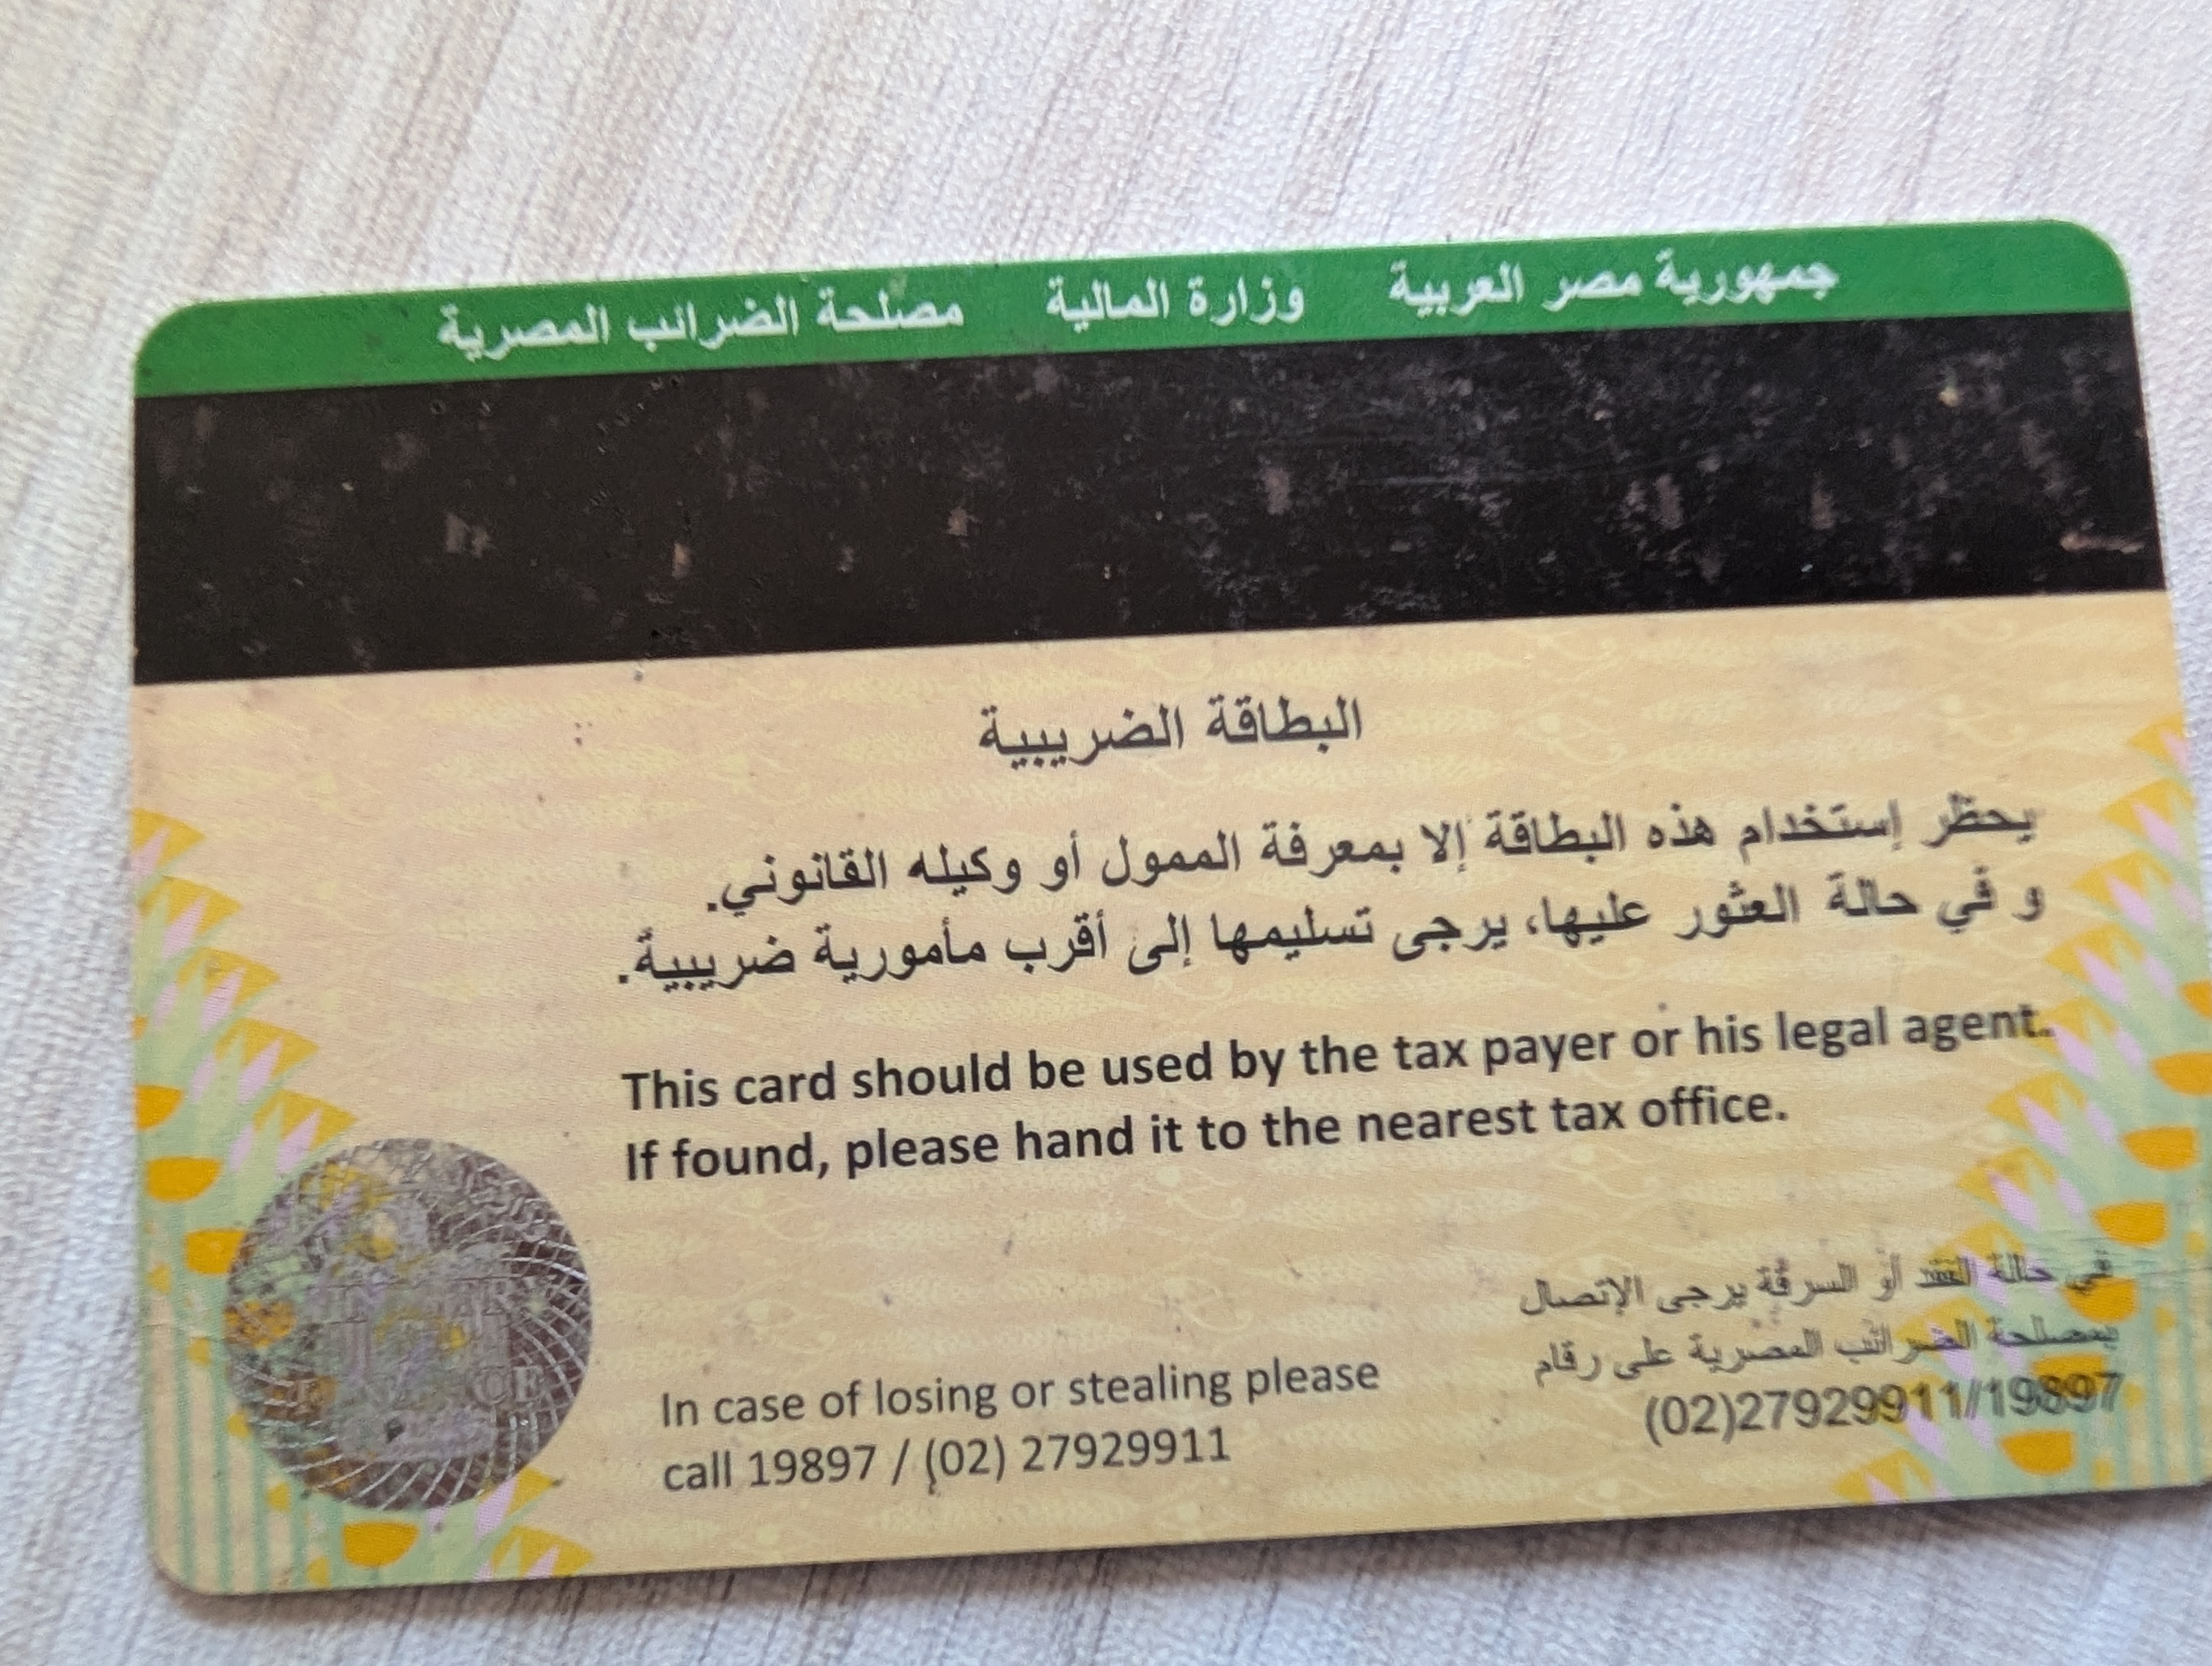 جمهورية مصر العربية وزارة المالية مصلحة الضرائب المصرية
البطاقة الضريبية
يحظر إستخدام هذه البطاقة إلا بمعرفة الممول أو وكيله القانوني.
و في حالة العثور عليها، يرجى تسليمها إلى أقرب مأمورية ضريبية.
This card should be used by the tax payer or his legal agent.
If found, please hand it to the nearest tax office.
في حالة الفقد أو السرقة يرجى الإتصال
بمصلحة الضرائب المصرية على رقام
(02)27929911/19897
In case of losing or stealing please
call 19897 / (02) 27929911